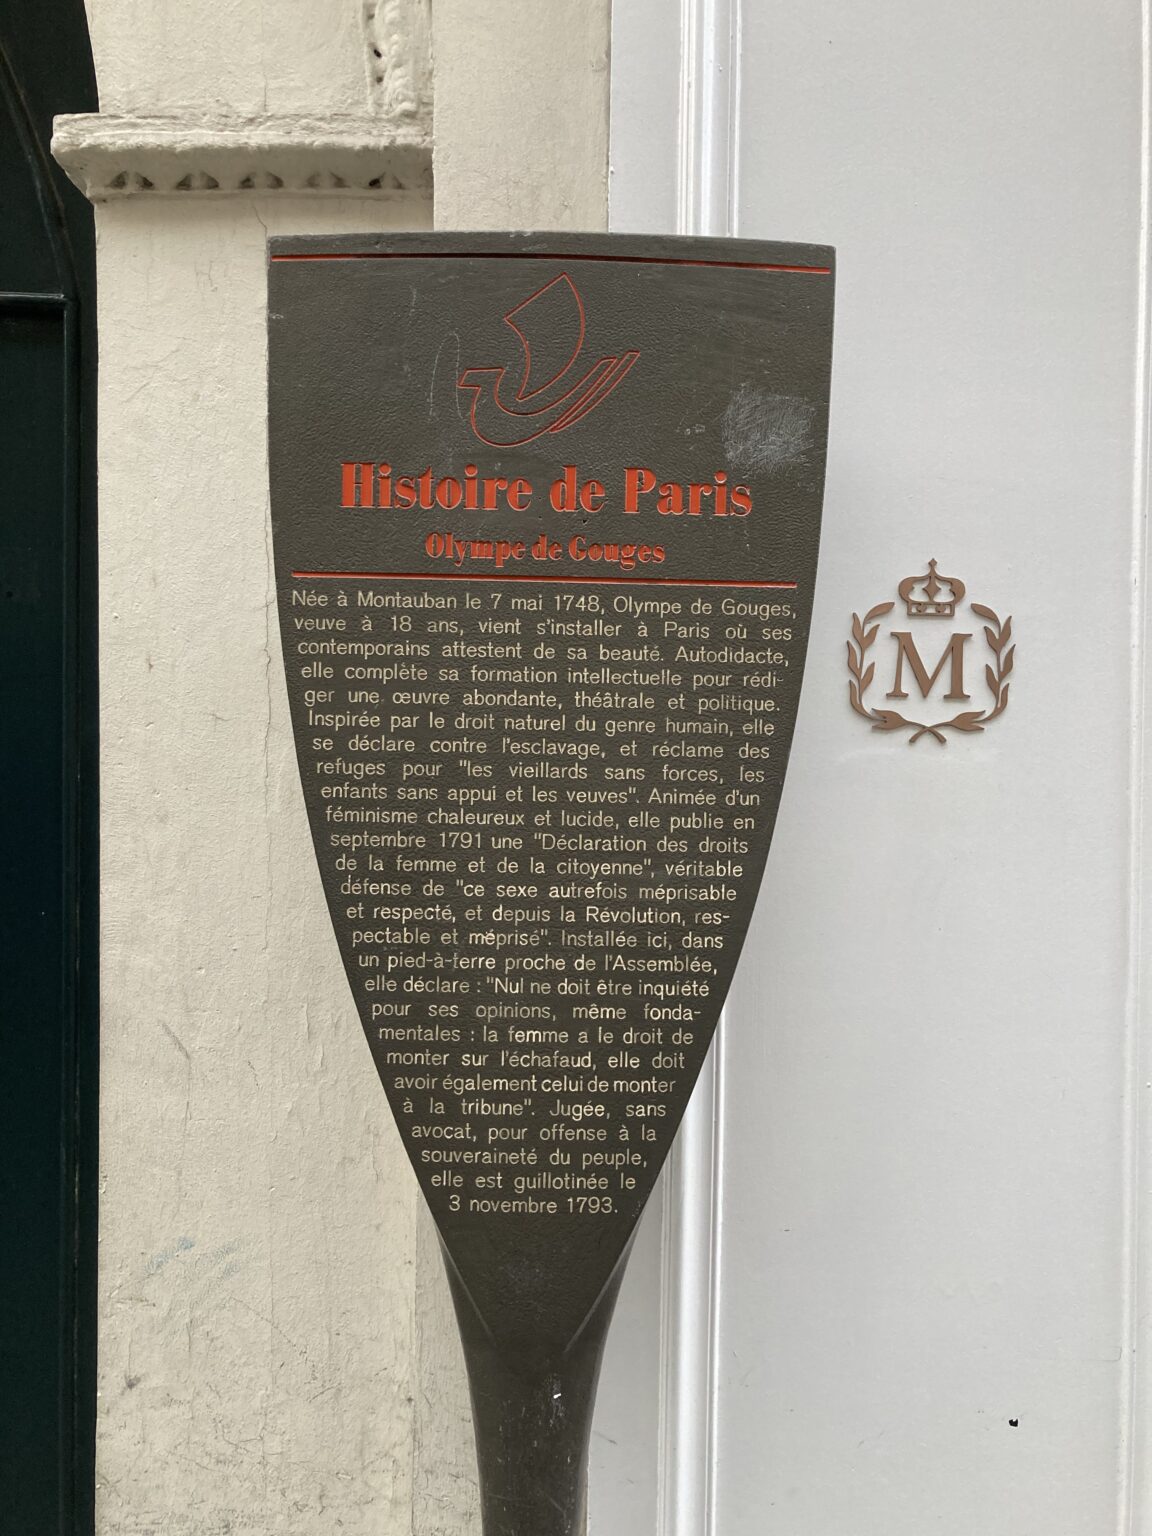 Histoire de Paris
Olympe de Gouges
Née à Montauban le 7 mai 1748, Olympe de Gouges,
veuve à 18 ans, vient s'installer à Paris où ses
contemporains attestent de sa beauté. Autodidacte,
elle complète sa formation intellectuelle pour rédi-
ger une œuvre abondante, théâtrale et politique.
Inspirée par le droit naturel du genre humain, elle
se déclare contre l'esclavage, et réclame des
refuges pour "les vieillards sans forces, les
enfants sans appui et les veuves". Animée d'un
féminisme chaleureux et lucide, elle publie en
septembre 1791 une "Déclaration des droits
de la femme et de la citoyenne", véritable
défense de "ce sexe autrefois méprisable
et respecté, et depuis la Révolution, res-
pectable et méprisé". Installée ici, dans
un pied-à-terre proche de l'Assemblée,
elle déclare : "Nul ne doit être inquiété
pour ses opinions, même fonda-
mentales : la femme a le droit de
monter sur l'échafaud, elle doit
avoir également celui de monter
à la tribune". Jugée, sans
avocat, pour offense à la
souveraineté du peuple,
elle est guillotinée le
3 novembre 1793.
M